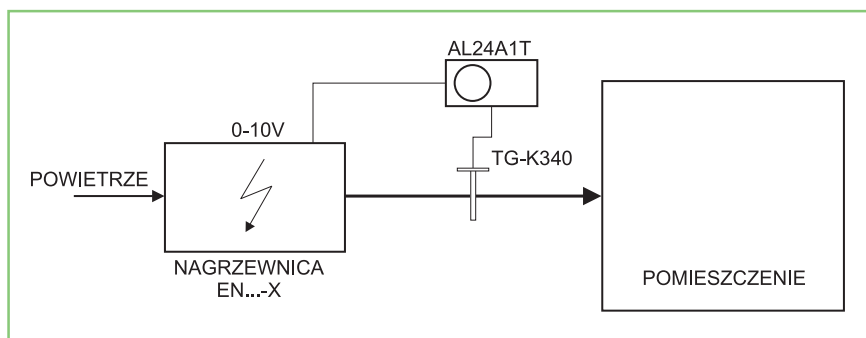 AL24A1T
0-10V
TG-K340
POWIETRZE
NAGRZEWNICA
EN...-X
POMIESZCZENIE